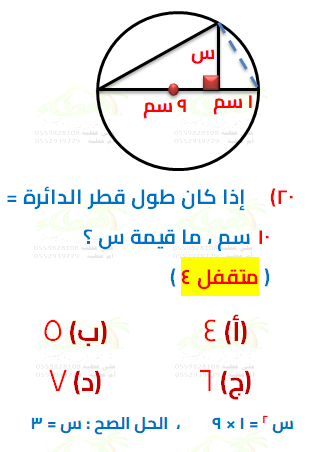 س
٩ سم
١ سم
٢٠) إذا كان طول قطر الدائرة =
١٠ سم ، ما قيمة س ؟
( متقفل ٤ )
(أ) ٤ (ب) ٥
(ج) ٦ (د) ٧
س ٢ = ١ × ٩ ، الحل الصح : س = ٣